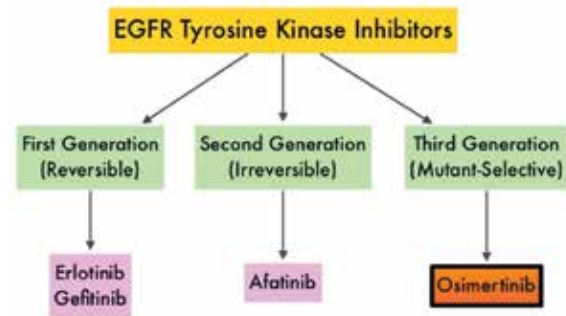 EGFR Tyrosine Kinase Inhibitors
First Generation
(Reversible)
Second Generation
(Irreversible)
Third Generation
(Mutant-Selective)
Erlotinib
Gefitinib
Afatinib
Osimertinib